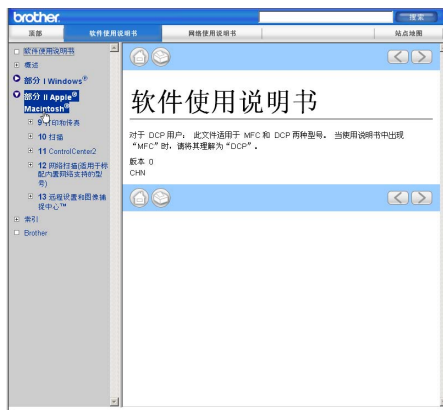 brother.
搜索
顶部
软件使用说明书
网络使用说明书
站点地图
软件使用说明书
概述
部分 I Windows®
部分 II Apple®
Macintosh®
9 打印和传真
10 扫描
11 ControlCenter2
12 网络扫描(适用于标
配内置网络支持的型
号)
13 远程设置和图像捕
捉中心™
索引
Brother
软件使用说明书
对于 DCP 用户: 此文件适用于 MFC 和 DCP 两种型号。 当使用说明书中出现
“MFC”时,请将其理解为“DCP”。
版本 0
CHN